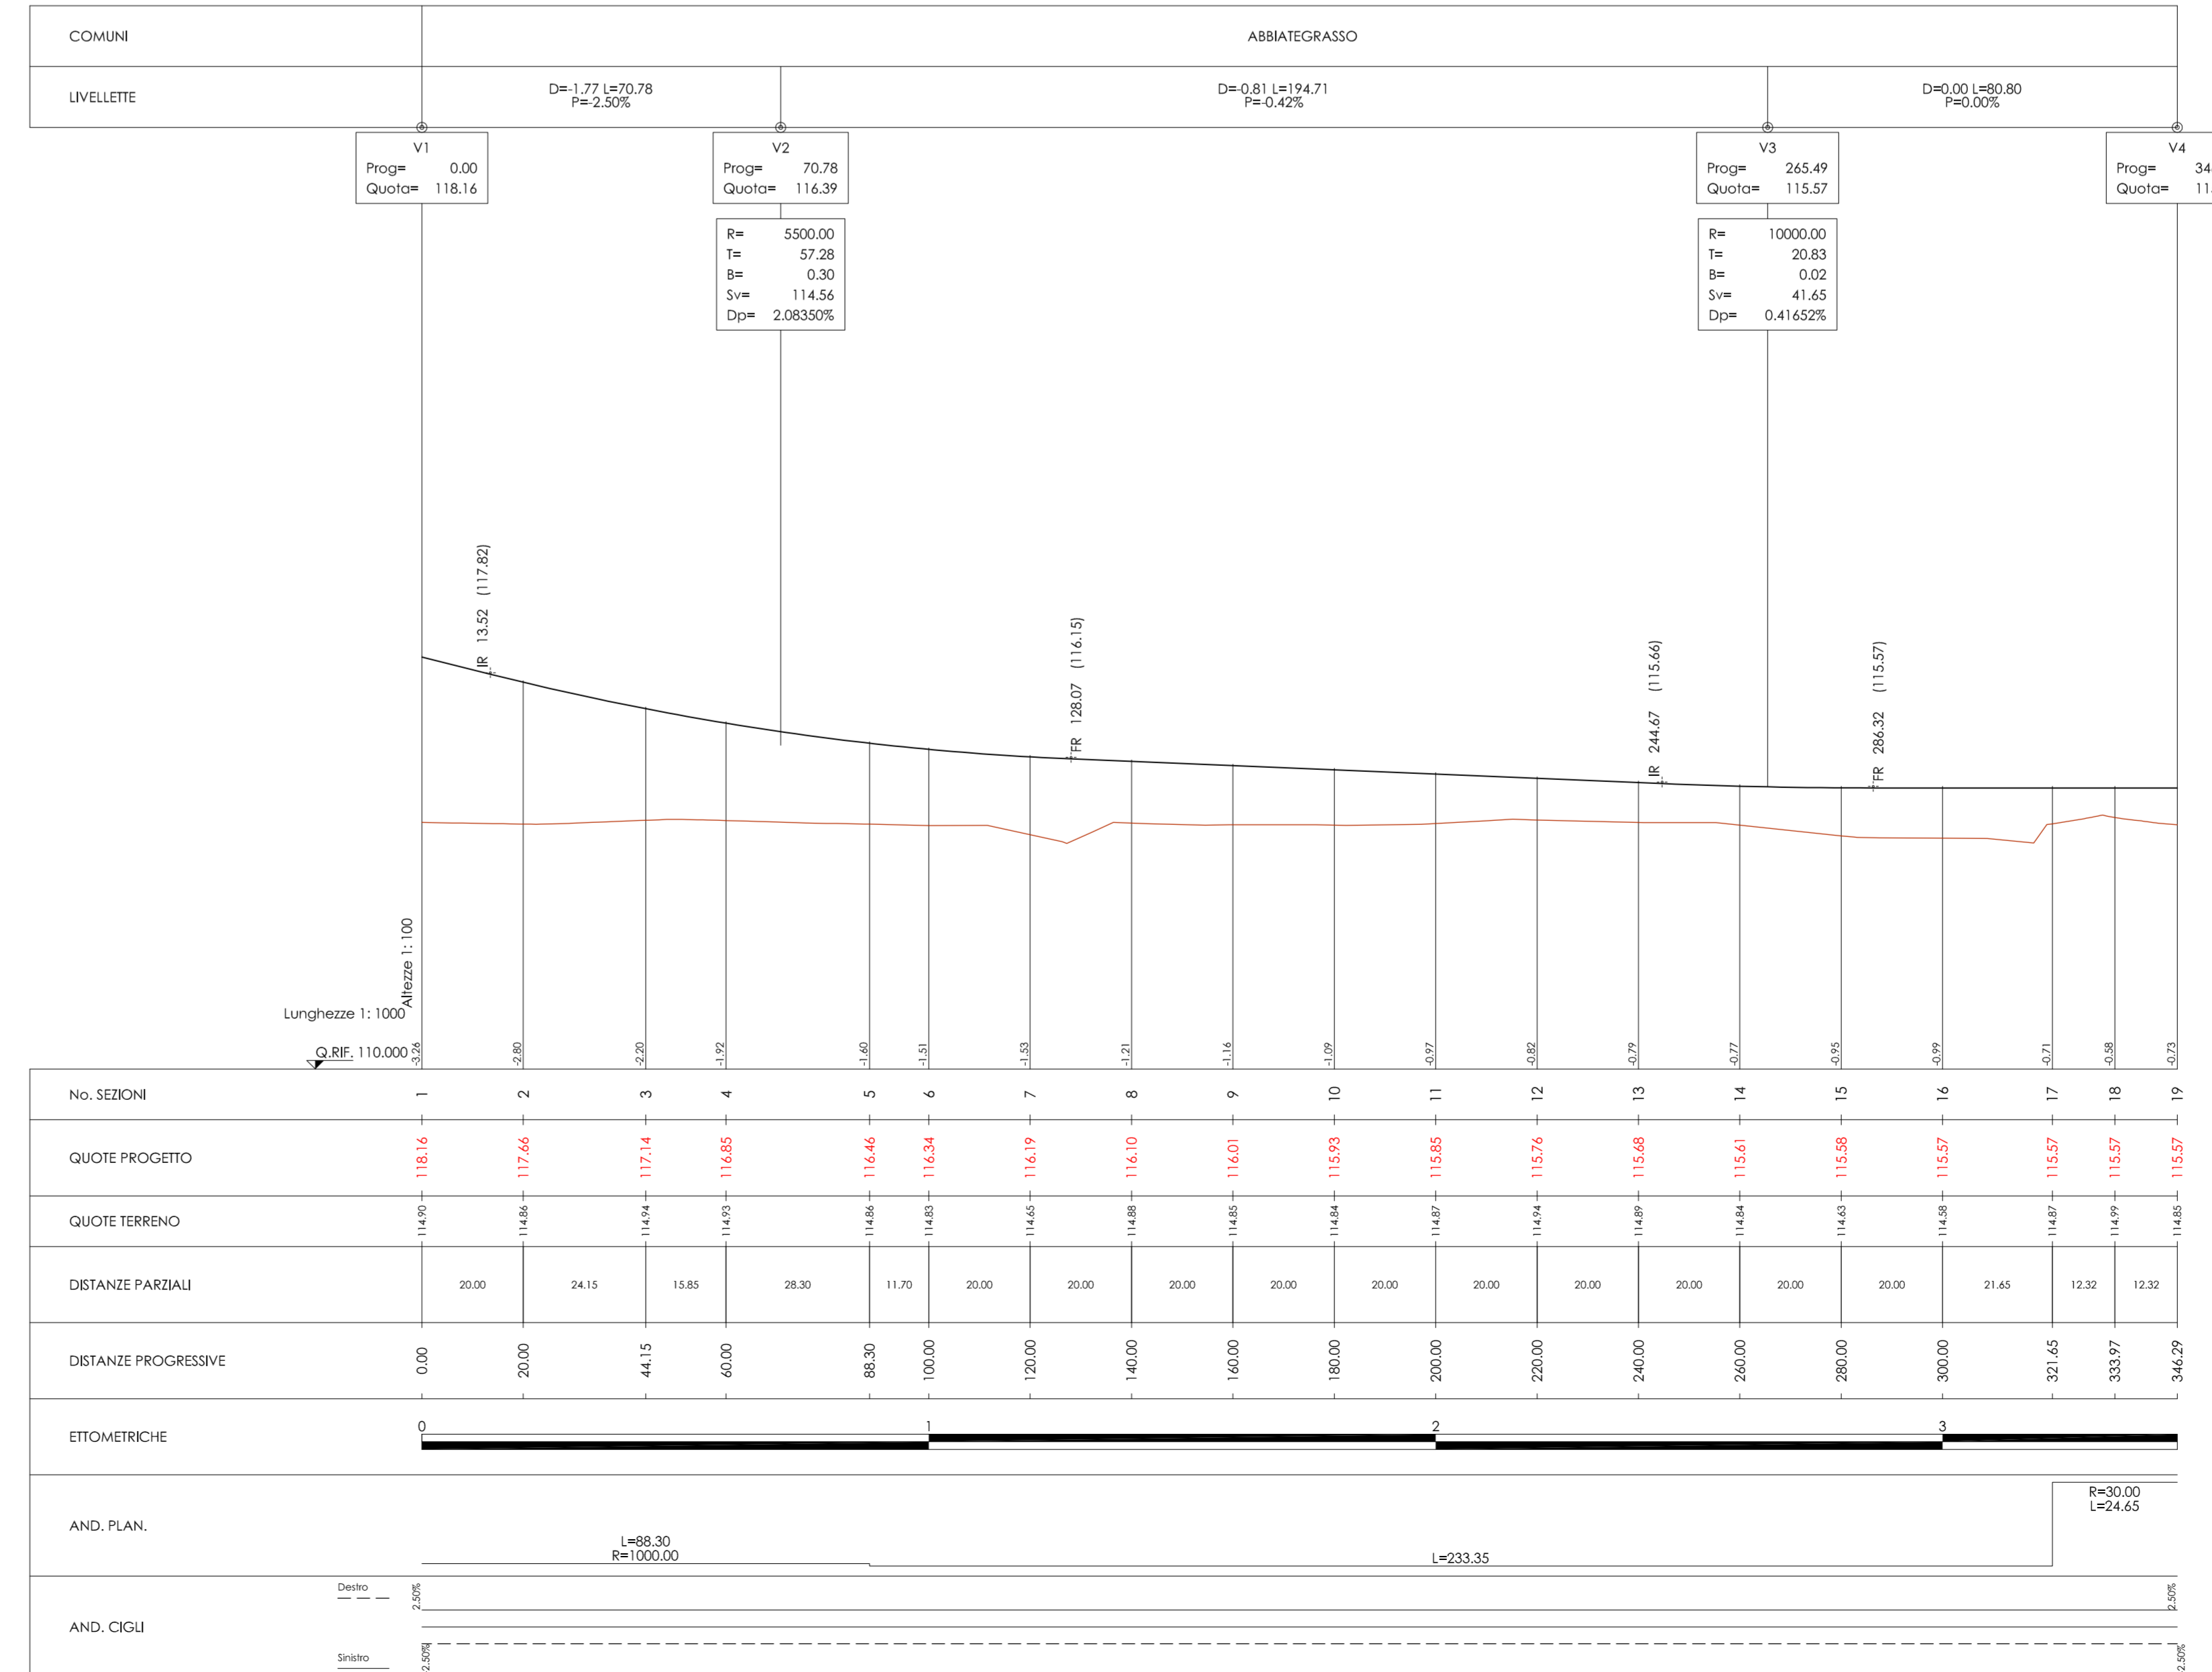 COMUNI
ABBIATEGRASSO
LIVELLETTE
D=-1.77 L=70.78
P=-2.50%
D=-0.81 L=194.71
P=-0.42%
D=0.00 L=80.80
P=0.00%
V1
Prog= 0.00
Quota= 118.16
V2
Prog= 70.78
Quota= 116.39
R= 5500.00
T= 57.28
B= 0.30
Sv= 114.56
Dp= 2.08350%
V3
Prog= 265.49
Quota= 115.57
R= 10000.00
T= 20.83
B= 0.02
Sv= 41.65
Dp= 0.41652%
V4
Prog=
Quota=
IR 13.52 (117.82)
FR 128.07 (116.15)
IR 244.67 (115.66)
FR 286.32 (115.57)
Altezze 1: 100
Lunghezze 1: 1000
Q.RIF. 110.000
-3.26 -2.80 -2.20 -1.92 -1.60 -1.51 -1.53 -1.21 -1.16 -1.09 -0.97 -0.82 -0.79 -0.77 -0.95 -0.99 -0.71 -0.58 -0.73
No. SEZIONI
1 2 3 4 5 6 7 8 9 10 11 12 13 14 15 16 17 18 19
QUOTE PROGETTO
118.16 117.66 117.14 116.85 116.46 116.34 116.19 116.10 116.01 115.93 115.85 115.76 115.68 115.61 115.58 115.57 115.57 115.57 115.57
QUOTE TERRENO
114.90 114.86 114.94 114.93 114.86 114.83 114.65 114.88 114.85 114.84 114.87 114.94 114.89 114.84 114.63 114.58 114.87 114.99 114.85
DISTANZE PARZIALI
20.00 24.15 15.85 28.30 11.70 20.00 20.00 20.00 20.00 20.00 20.00 20.00 20.00 20.00 20.00 21.65 12.32 12.32
DISTANZE PROGRESSIVE
0.00 20.00 44.15 60.00 88.30 100.00 120.00 140.00 160.00 180.00 200.00 220.00 240.00 260.00 280.00 300.00 321.65 333.97 346.29
ETTOMETRICHE
0 1 2 3
AND. PLAN.
L=88.30
R=1000.00
L=233.35
R=30.00
L=24.65
AND. CIGLI
Destro
2.50%
2.50%
Sinistro
-2.50%
-2.50%